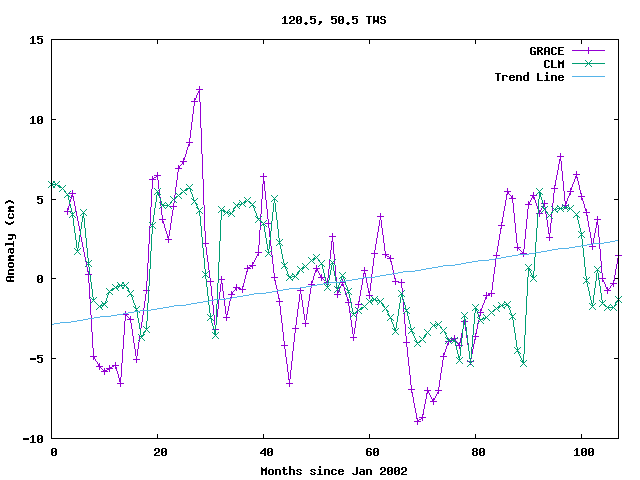 120.5, 50.5 TWS
GRACE
CLM
Trend Line
Anomaly (cm)
15
10
5
0
-5
-10
0 20 40 60 80 100
Months since Jan 2002